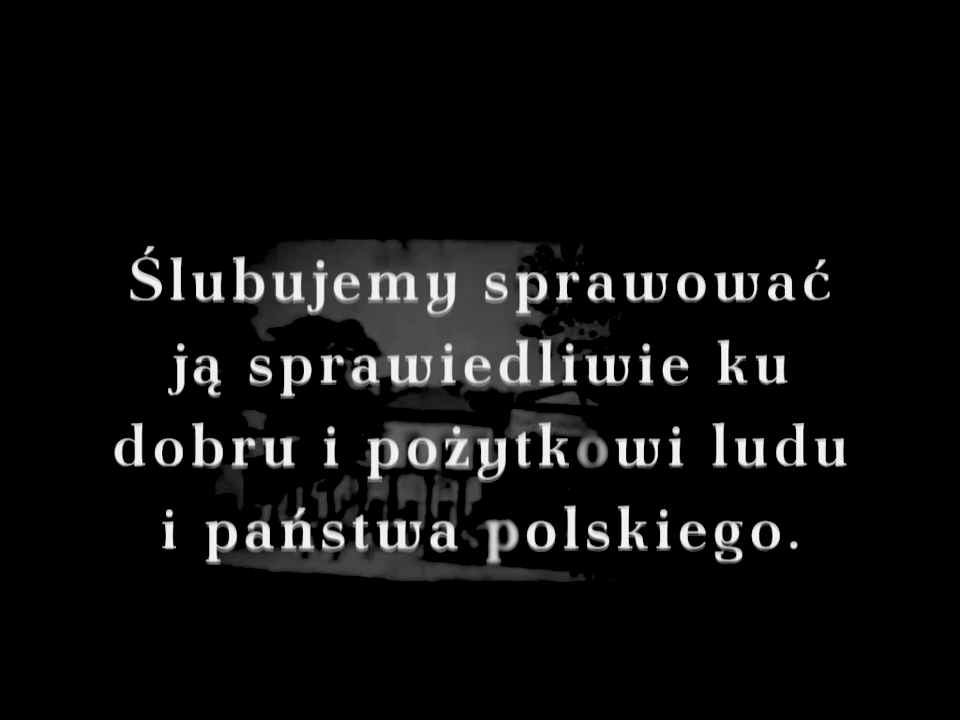 Ślubujemy sprawować
ją sprawiedliwie ku
dobru i pożytkowi ludu
i państwa polskiego.